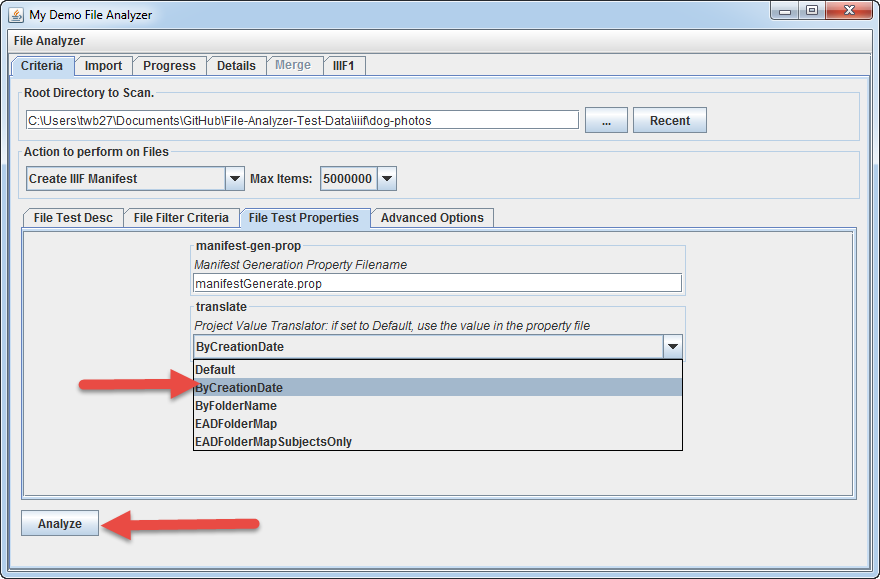 My Demo File Analyzer
File Analyzer
Criteria Import Progress Details Merge IIIF1
Root Directory to Scan.
C:\Users\twb27\Documents\GitHub\File-Analyzer-Test-Data\iiif\dog-photos ... Recent
Action to perform on Files
Create IIIF Manifest Max Items: 5000000
File Test Desc File Filter Criteria File Test Properties Advanced Options
manifest-gen-prop
Manifest Generation Property Filename
manifestGenerate.prop
translate
Project Value Translator: if set to Default, use the value in the property file
ByCreationDate
Default
ByCreationDate
ByFolderName
EADFolderMap
EADFolderMapSubjectsOnly
Analyze